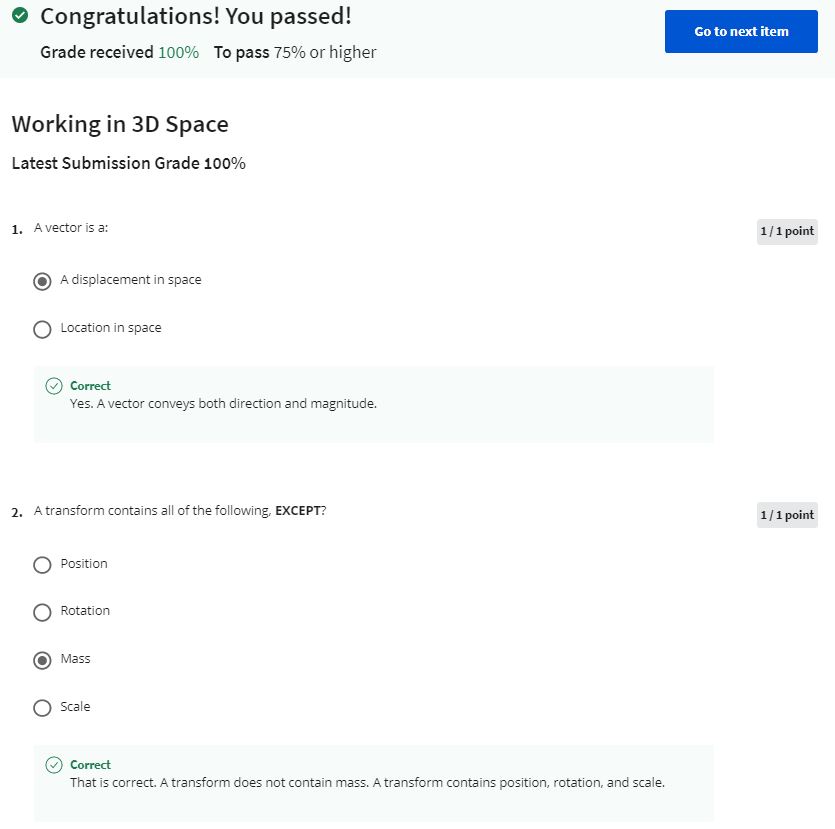 Congratulations! You passed!
Grade received 100% To pass 75% or higher
Go to next item
Working in 3D Space
Latest Submission Grade 100%
1. A vector is a:
1 / 1 point
A displacement in space
Location in space
Correct
Yes. A vector conveys both direction and magnitude.
2. A transform contains all of the following, EXCEPT?
1 / 1 point
Position
Rotation
Mass
Scale
Correct
That is correct. A transform does not contain mass. A transform contains position, rotation, and scale.